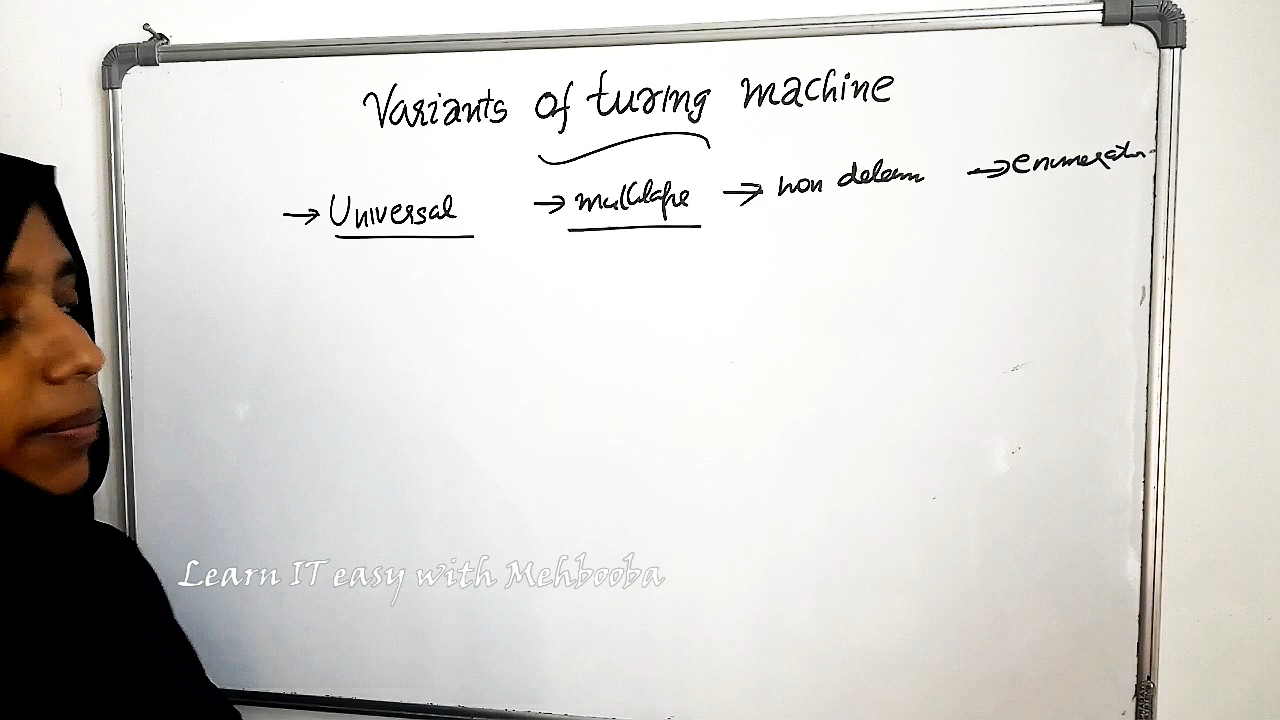 Variants of turing machine
→ Universal → multitape → non determ → enumerator
Learn IT easy with Mehbooba